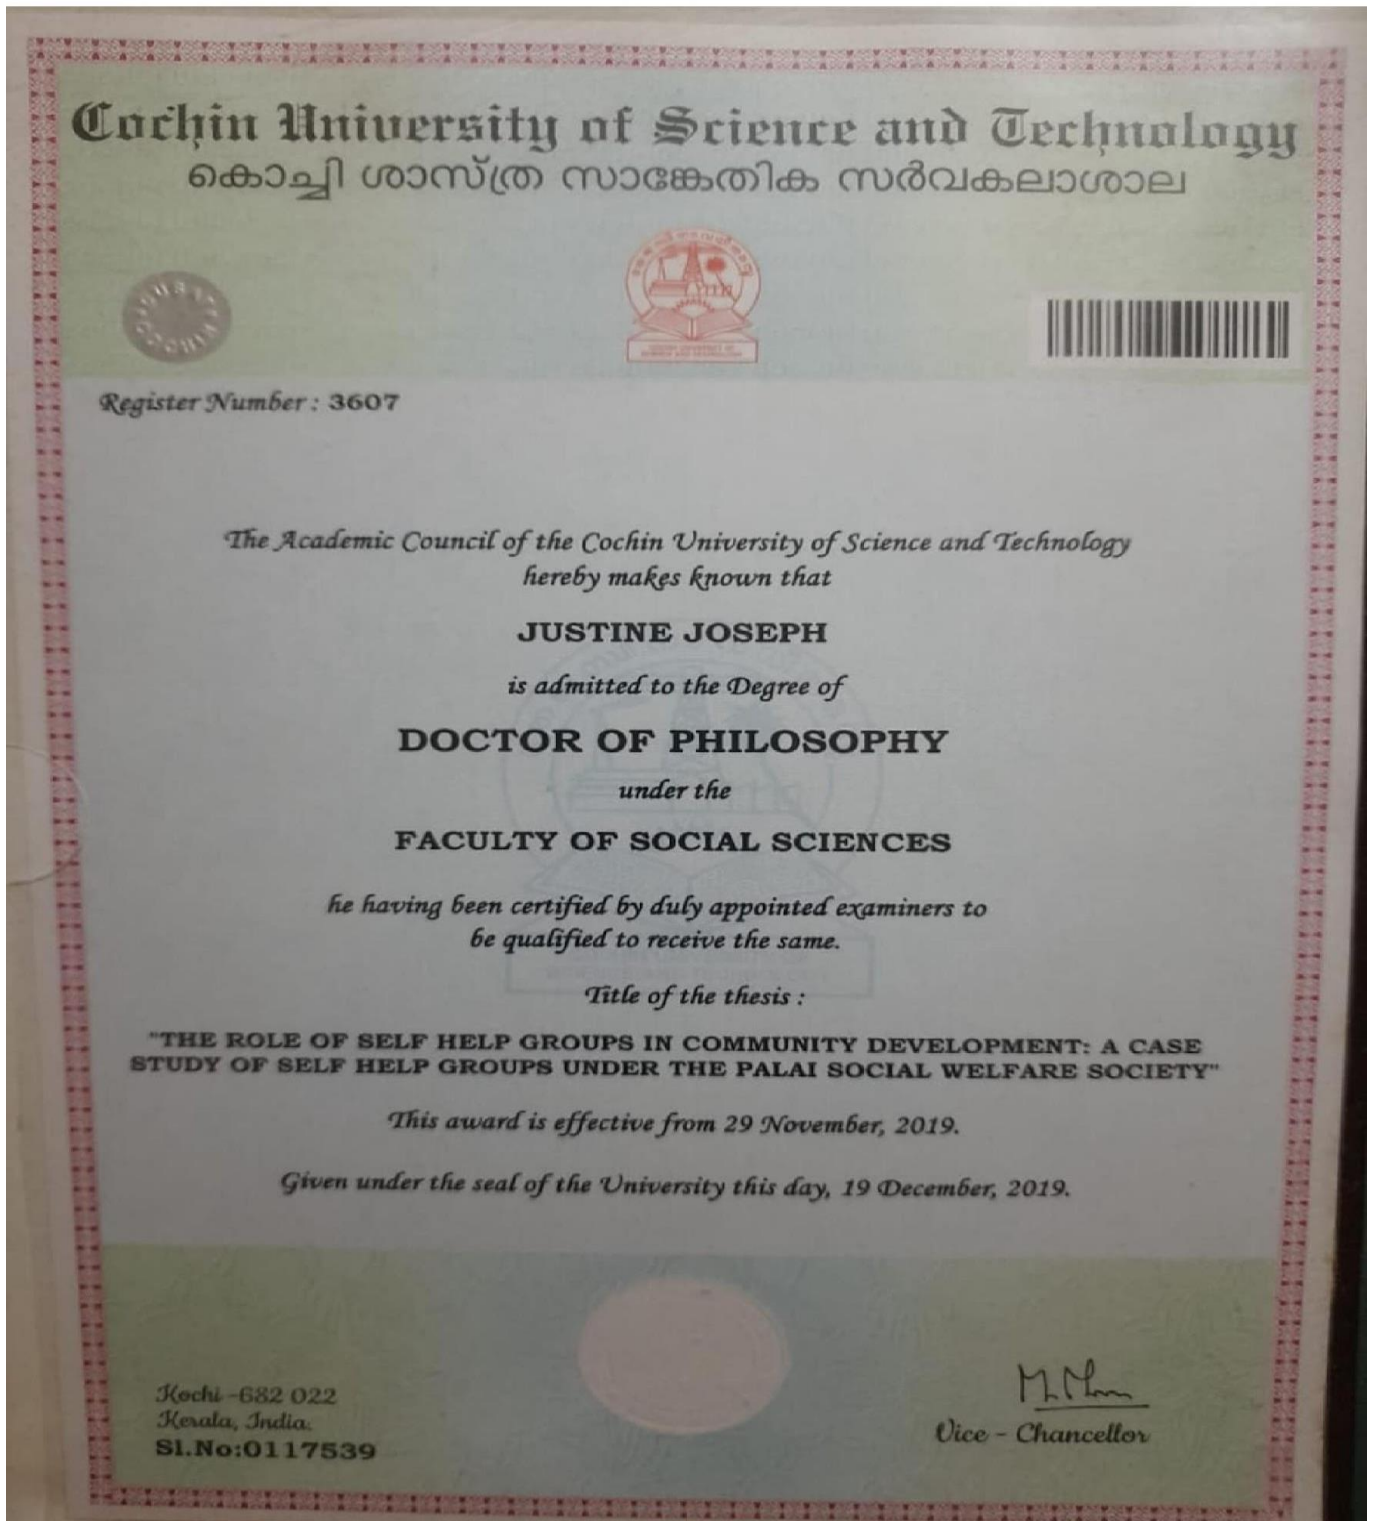 Cochin University of Science and Technology
കൊച്ചി ശാസ്ത്ര സാങ്കേതിക സർവകലാശാല
Register Number : 3607
The Academic Council of the Cochin University of Science and Technology
hereby makes known that
JUSTINE JOSEPH
is admitted to the Degree of
DOCTOR OF PHILOSOPHY
under the
FACULTY OF SOCIAL SCIENCES
he having been certified by duly appointed examiners to
be qualified to receive the same.
Title of the thesis :
"THE ROLE OF SELF HELP GROUPS IN COMMUNITY DEVELOPMENT: A CASE
STUDY OF SELF HELP GROUPS UNDER THE PALAI SOCIAL WELFARE SOCIETY"
This award is effective from 29 November, 2019.
Given under the seal of the University this day, 19 December, 2019.
Kochi -682 022
Kerala, India.
Sl.No:0117539
Vice - Chancellor